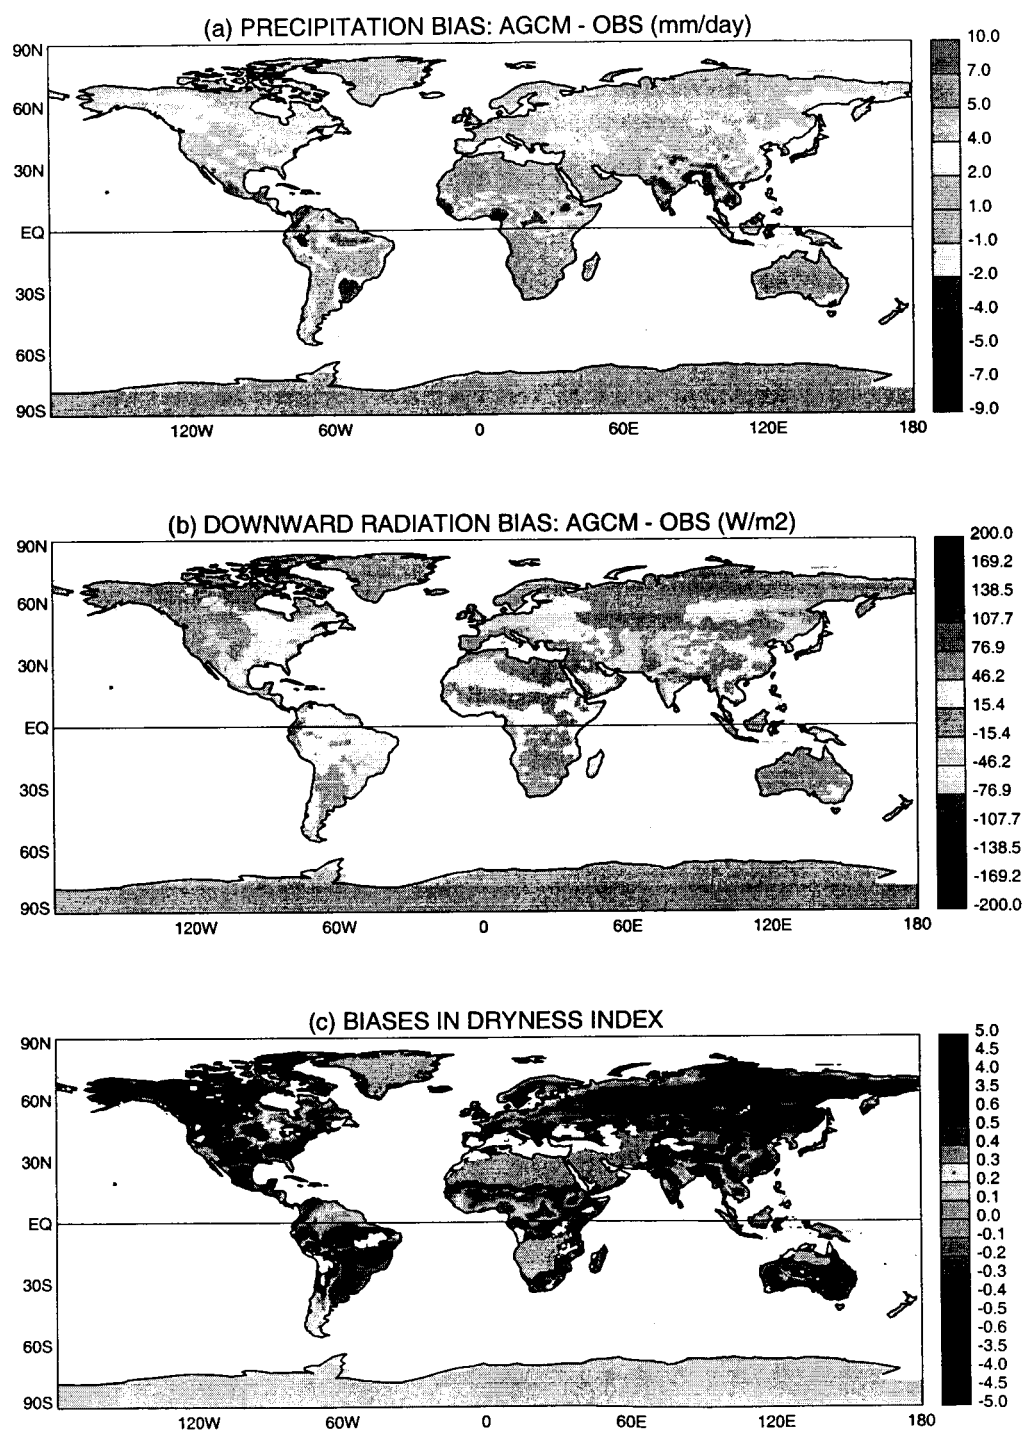 (a) PRECIPITATION BIAS: AGCM - OBS (mm/day)
90N
60N
30N
EQ
30S
60S
90S
120W 60W 0 60E 120E 180
10.0
7.0
5.0
4.0
2.0
1.0
-1.0
-2.0
-4.0
-5.0
-7.0
-9.0
(b) DOWNWARD RADIATION BIAS: AGCM - OBS (W/m2)
90N
60N
30N
EQ
30S
60S
90S
120W 60W 0 60E 120E 180
200.0
169.2
138.5
107.7
76.9
46.2
15.4
-15.4
-46.2
-76.9
-107.7
-138.5
-169.2
-200.0
(c) BIASES IN DRYNESS INDEX
90N
60N
30N
EQ
30S
60S
90S
120W 60W 0 60E 120E 180
5.0
4.5
4.0
3.5
0.6
0.5
0.4
0.3
0.2
0.1
0.0
-0.1
-0.2
-0.3
-0.4
-0.5
-0.6
-3.5
-4.0
-4.5
-5.0